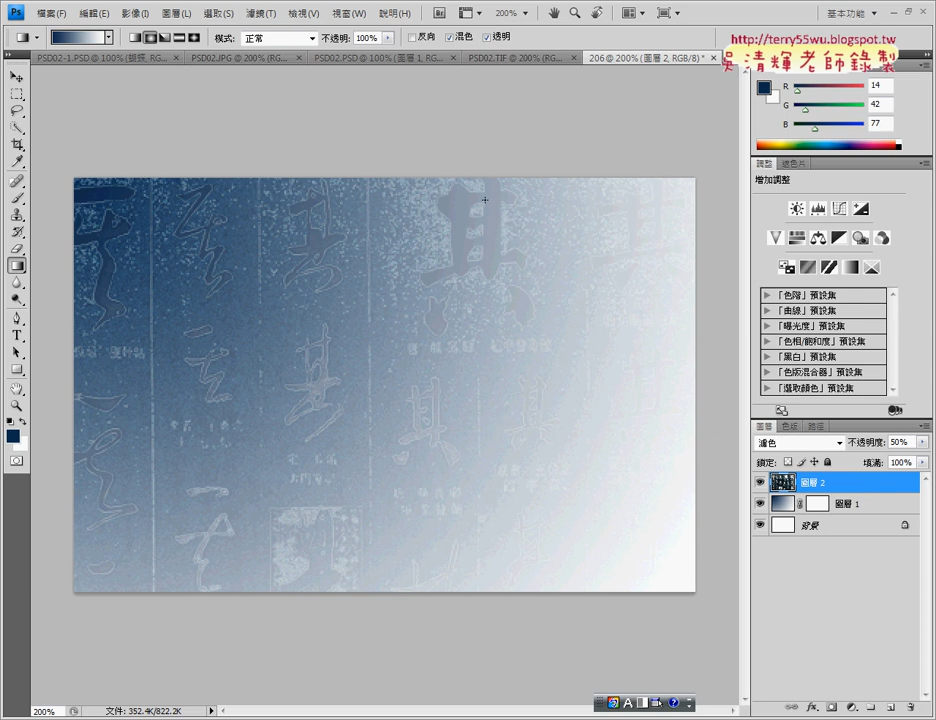 Ps 檔案(F) 編輯(E) 影像(I) 圖層(L) 選取(S) 濾鏡(T) 檢視(V) 視窗(W) 說明(H) Br 200% 基本功能
模式: 正常 不透明: 100% 反向 混色 透明
http://terry55wu.blogspot.tw
吳清輝老師錄製
PSD02-1.PSD @ 100% (蝴蝶, RG... PSD02.JPG @ 200% (RG... PSD02.PSD @ 100% (圖層 1, RG... PSD02.TIF @ 200% (RG... 206 @ 200% (圖層 2, RGB/8) *
R 14
G 42
B 77
調整 遮色片
增加調整
「色階」預設集
「曲線」預設集
「曝光度」預設集
「色相/飽和度」預設集
「黑白」預設集
「色版混合器」預設集
「選取顏色」預設集
圖層 色版 路徑
濾色 不透明度: 50%
鎖定: 填滿: 100%
圖層 2
圖層 1
背景
其
200% 文件: 352.4K/822.2K